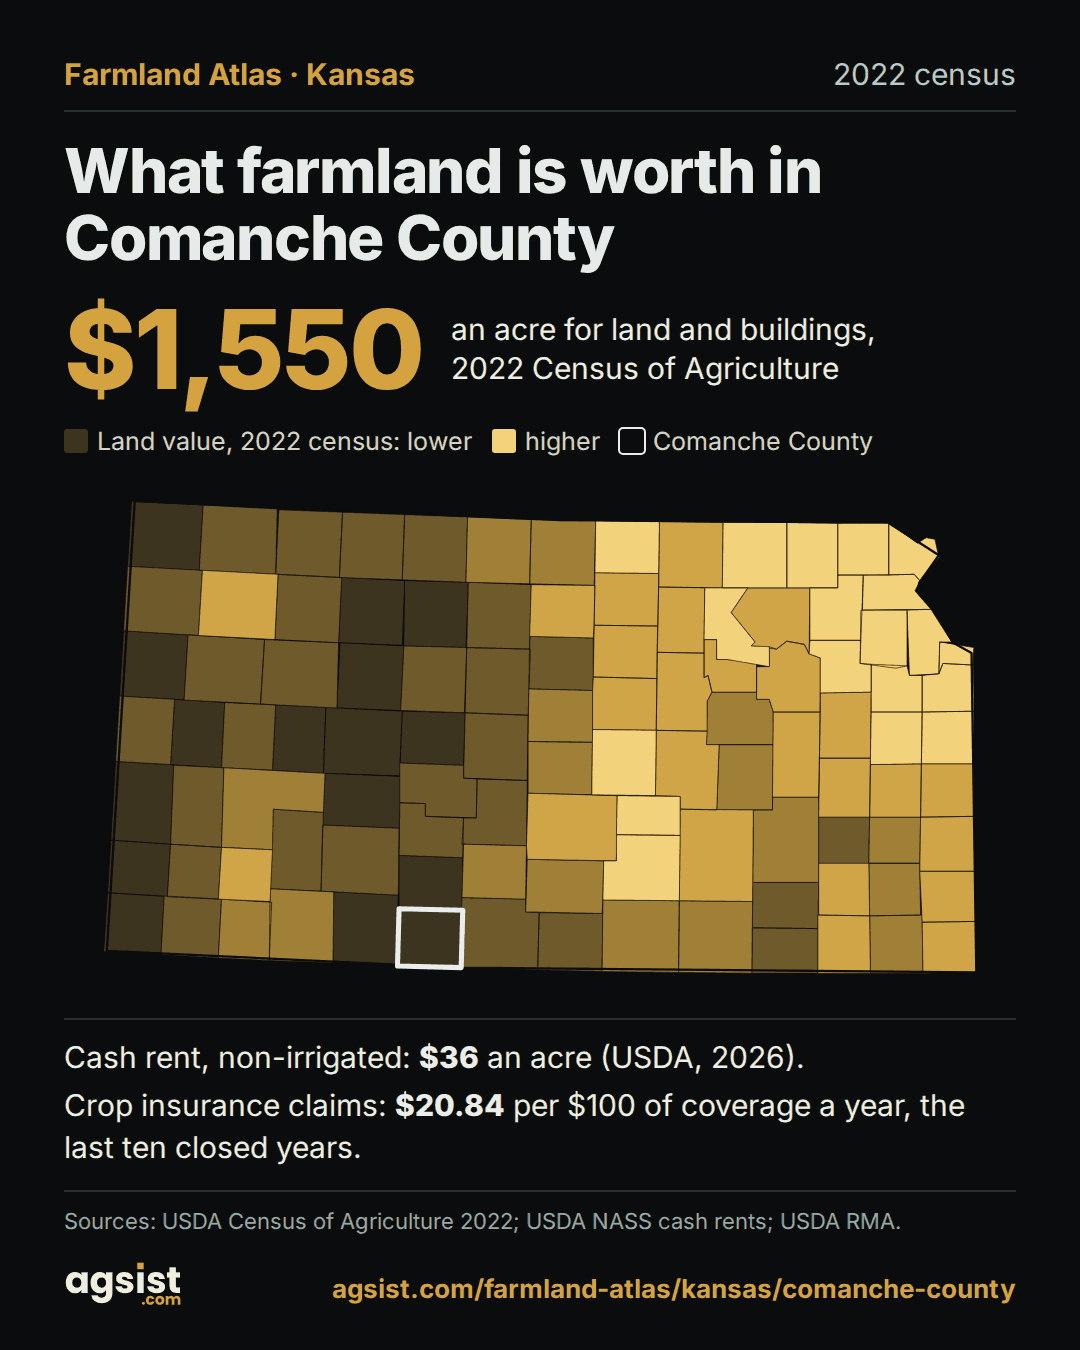 Farmland Atlas · Kansas
2022 census
What farmland is worth in
Comanche County
$1,550
an acre for land and buildings,
2022 Census of Agriculture
Land value, 2022 census: lower
higher
Comanche County
Cash rent, non-irrigated: $36 an acre (USDA, 2026).
Crop insurance claims: $20.84 per $100 of coverage a year, the
last ten closed years.
Sources: USDA Census of Agriculture 2022; USDA NASS cash rents; USDA RMA.
agsist
.com
agsist.com/farmland-atlas/kansas/comanche-county